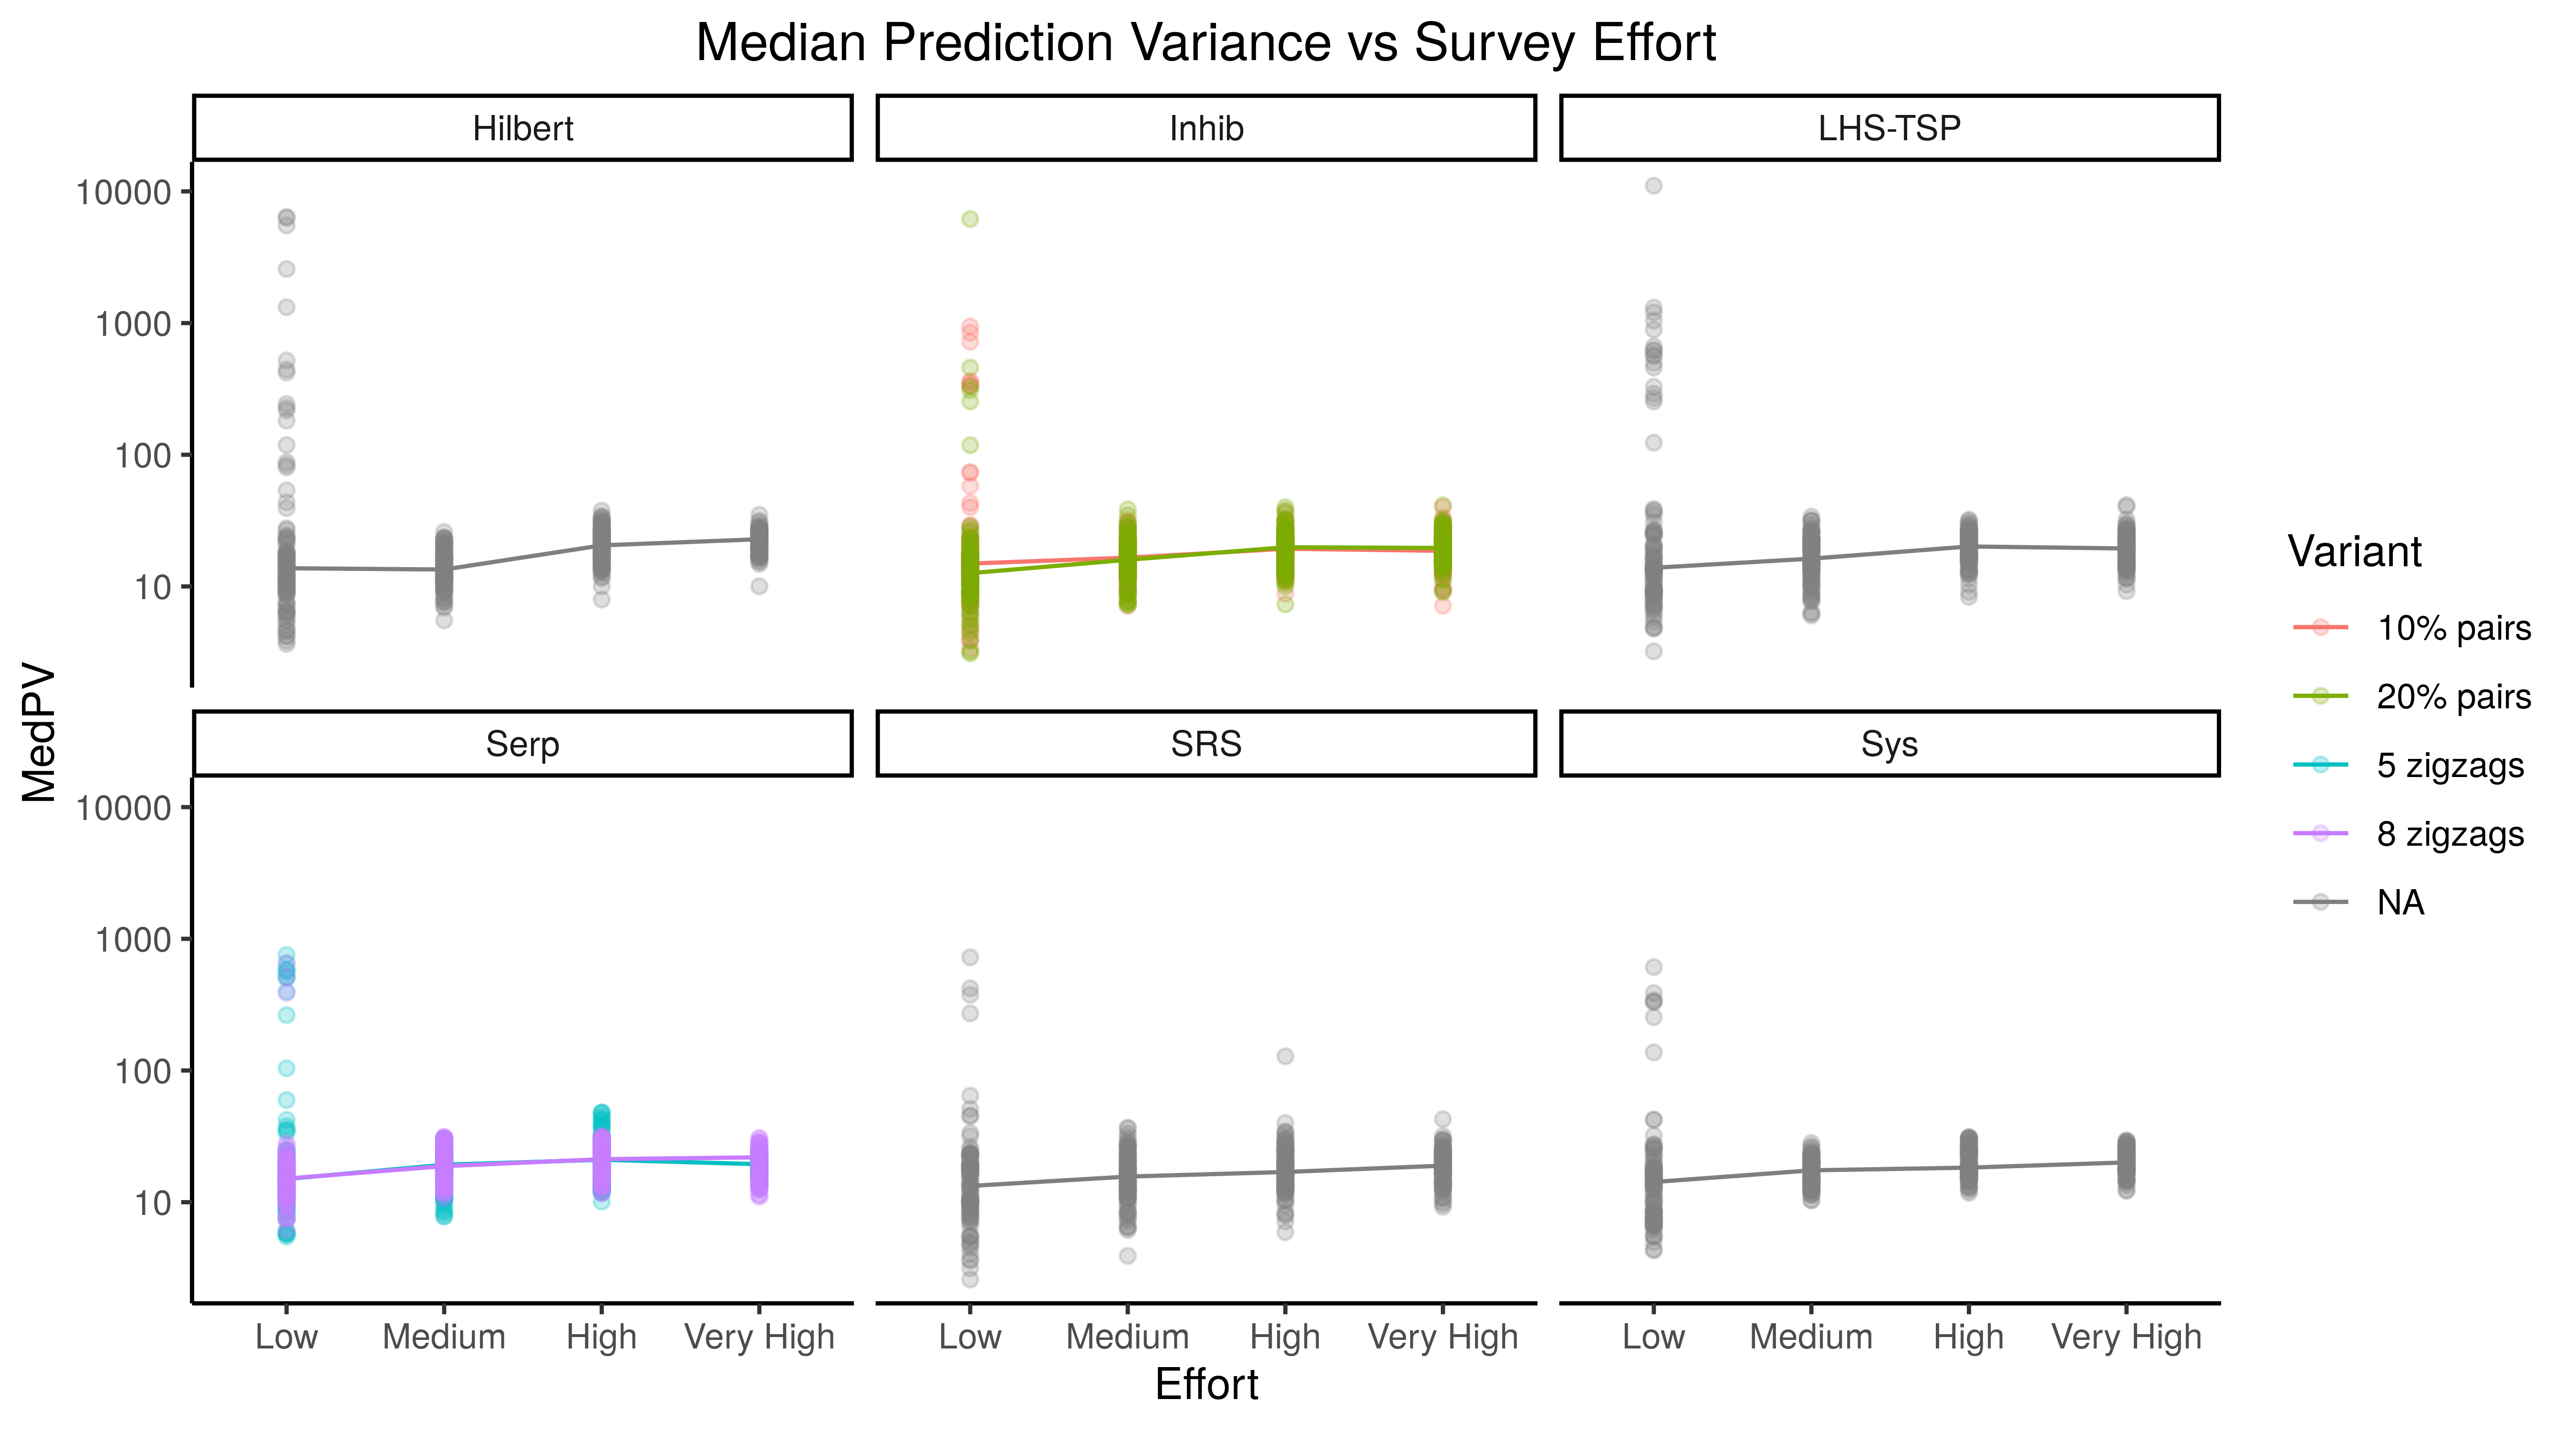 Median Prediction Variance vs Survey Effort
Hilbert
Inhib
LHS-TSP
10000
1000
100
10
Serp
SRS
Sys
10000
1000
100
10
MedPV
Low Medium High Very High
Low Medium High Very High
Low Medium High Very High
Effort
Variant
10% pairs
20% pairs
5 zigzags
8 zigzags
NA